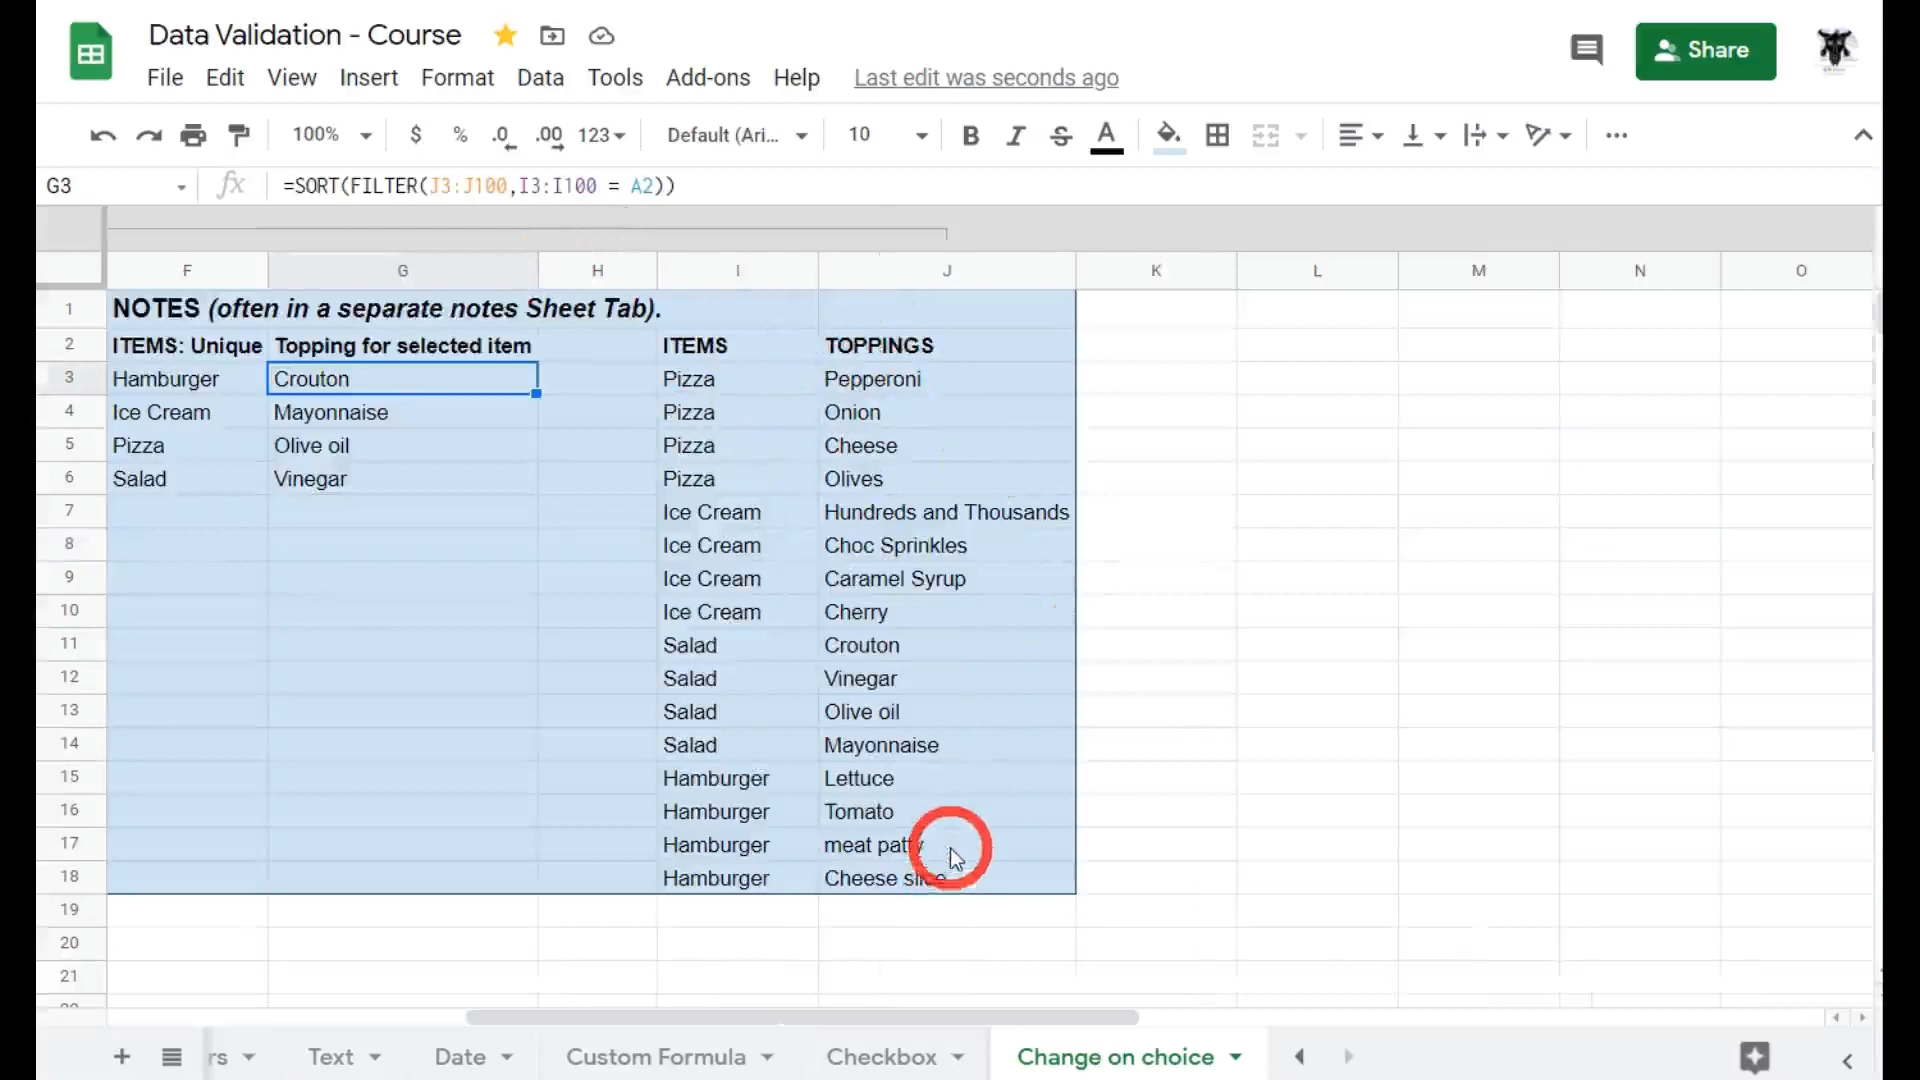 Data Validation - Course
File Edit View Insert Format Data Tools Add-ons Help Last edit was seconds ago
Share
100% $ % .0 .00 123 Default (Ari... 10 B I S A
G3 fx =SORT(FILTER(J3:J100,I3:I100 = A2))
F G H I J K L M N O
1 NOTES (often in a separate notes Sheet Tab).
2 ITEMS: Unique Topping for selected item ITEMS TOPPINGS
3 Hamburger Crouton Pizza Pepperoni
4 Ice Cream Mayonnaise Pizza Onion
5 Pizza Olive oil Pizza Cheese
6 Salad Vinegar Pizza Olives
7 Ice Cream Hundreds and Thousands
8 Ice Cream Choc Sprinkles
9 Ice Cream Caramel Syrup
10 Ice Cream Cherry
11 Salad Crouton
12 Salad Vinegar
13 Salad Olive oil
14 Salad Mayonnaise
15 Hamburger Lettuce
16 Hamburger Tomato
17 Hamburger meat patty
18 Hamburger Cheese slice
19
20
21
rs Text Date Custom Formula Checkbox Change on choice